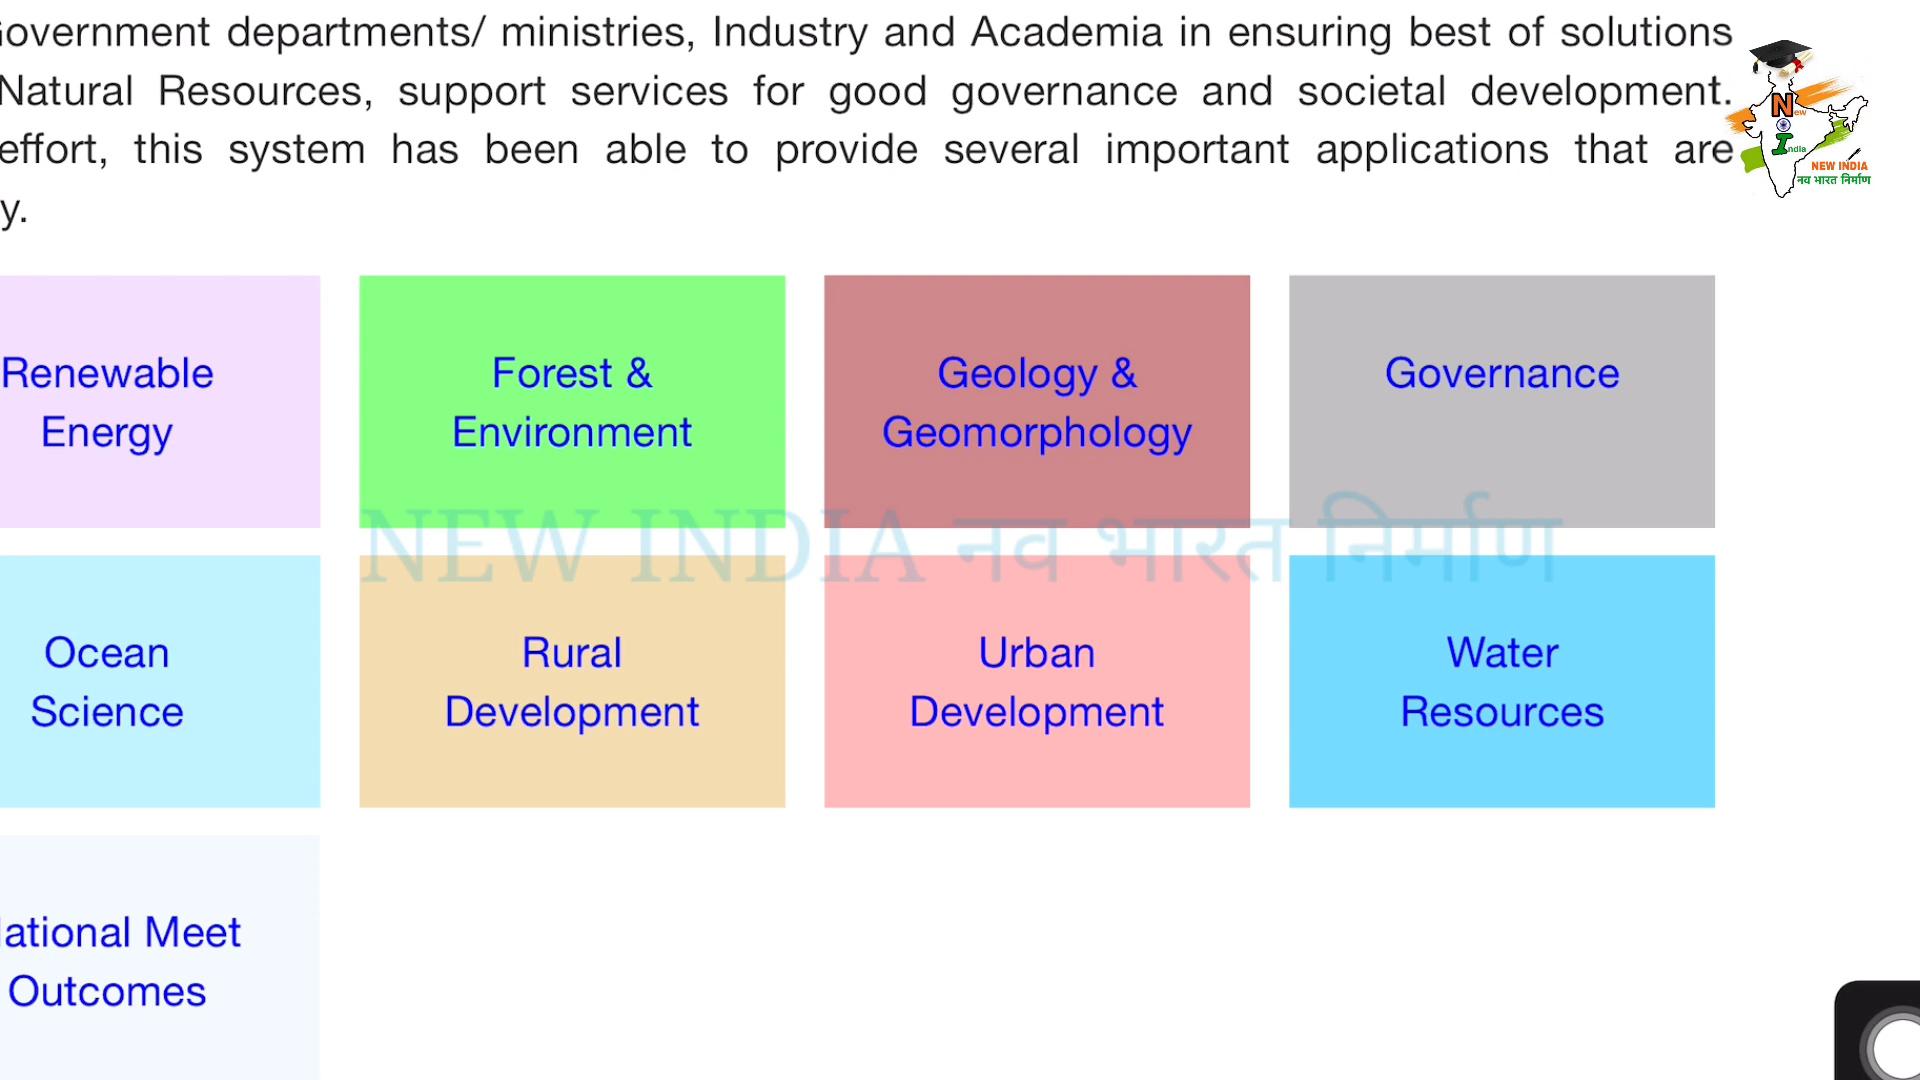 overnment departments/ ministries, Industry and Academia in ensuring best of solutions
Natural Resources, support services for good governance and societal development.
effort, this system has been able to provide several important applications that are
y.
New
India
NEW INDIA
नव भारत निर्माण
Renewable
Energy
Forest &
Environment
Geology &
Geomorphology
Governance
NEW INDIA नव भारत निर्माण
Ocean
Science
Rural
Development
Urban
Development
Water
Resources
ational Meet
Outcomes